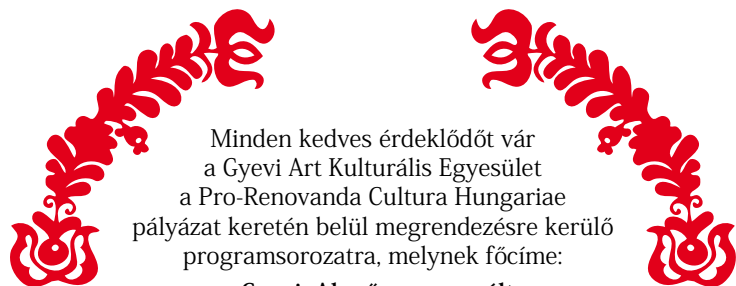 Minden kedves érdeklődőt vár
a Gyevi Art Kulturális Egyesület
a Pro-Renovanda Cultura Hungariae
pályázat keretén belül megrendezésre kerülő
programsorozatra, melynek főcíme: